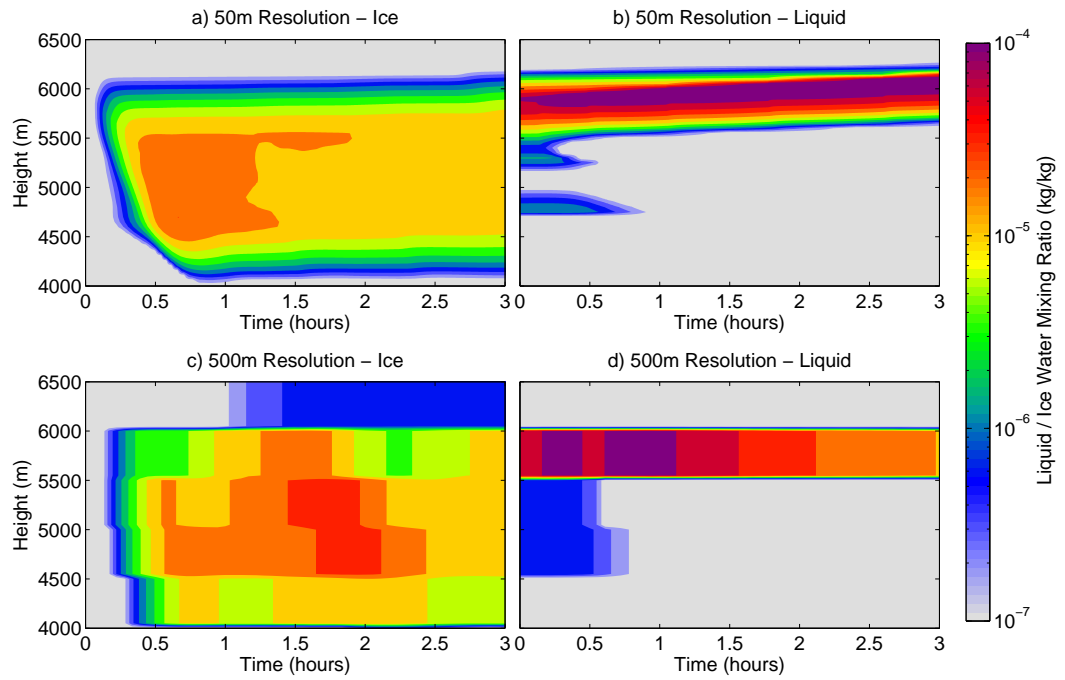 a) 50m Resolution − Ice
b) 50m Resolution − Liquid
6500
6000
5500
5000
4500
4000
Height (m)
0 0.5 1 1.5 2 2.5 3
Time (hours)
0 0.5 1 1.5 2 2.5 3
Time (hours)
c) 500m Resolution − Ice
d) 500m Resolution − Liquid
6500
6000
5500
5000
4500
4000
Height (m)
0 0.5 1 1.5 2 2.5 3
Time (hours)
0 0.5 1 1.5 2 2.5 3
Time (hours)
10⁻⁴
10⁻⁵
10⁻⁶
10⁻⁷
Liquid / Ice Water Mixing Ratio (kg/kg)